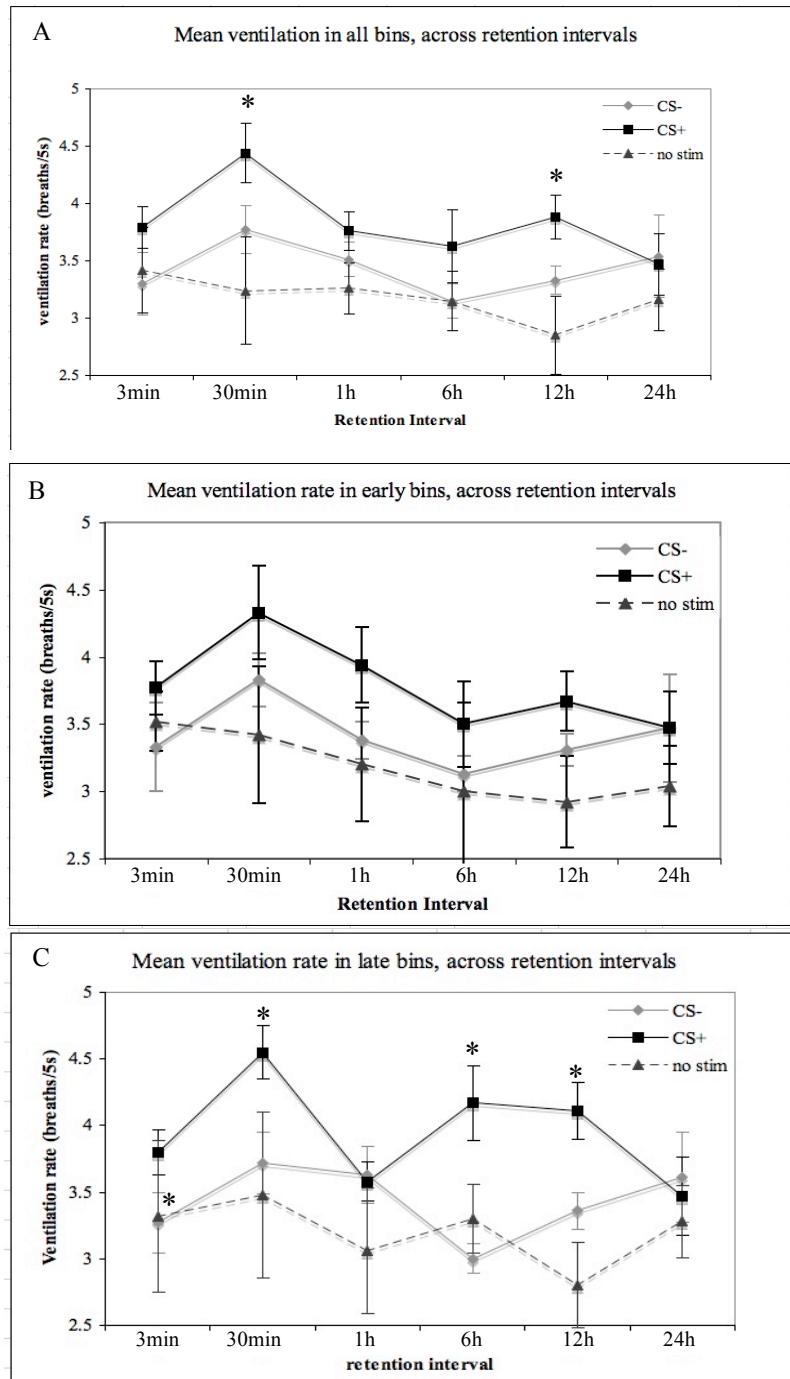 A
Mean ventilation in all bins, across retention intervals
ventilation rate (breaths/5s)
5
4.5
4
3.5
3
2.5
*
*
CS-
CS+
no stim
3min 30min 1h 6h 12h 24h
Retention Interval
B
Mean ventilation rate in early bins, across retention intervals
ventilation rate (breaths/5s)
5
4.5
4
3.5
3
2.5
CS-
CS+
no stim
3min 30min 1h 6h 12h 24h
Retention Interval
C
Mean ventilation rate in late bins, across retention intervals
Ventilation rate (breaths/5s)
5
4.5
4
3.5
3
2.5
*
*
*
*
CS-
CS+
no stim
3min 30min 1h 6h 12h 24h
retention interval